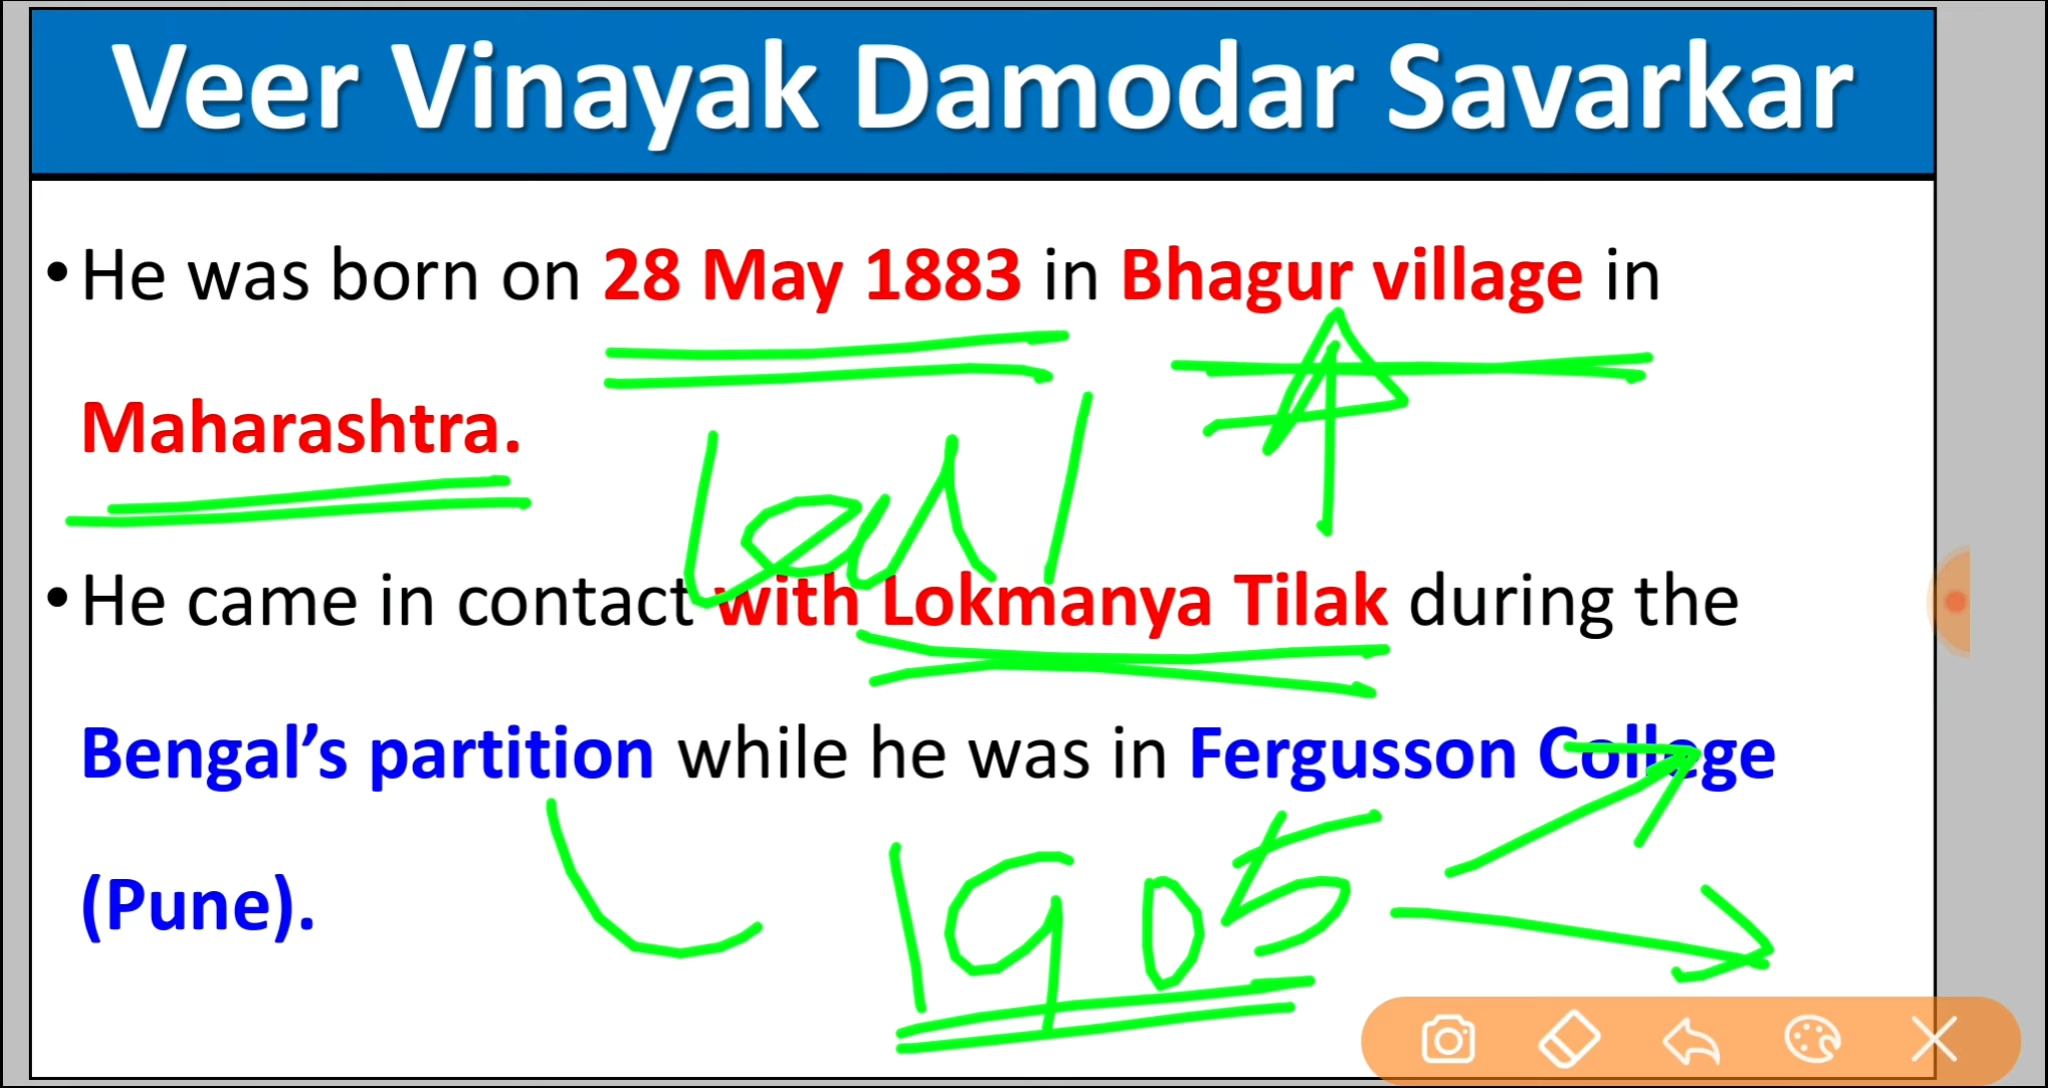 Veer Vinayak Damodar Savarkar
•He was born on 28 May 1883 in Bhagur village in
Maharashtra.
•He came in contact with Lokmanya Tilak during the
Bengal's partition while he was in Fergusson College
(Pune).
1905